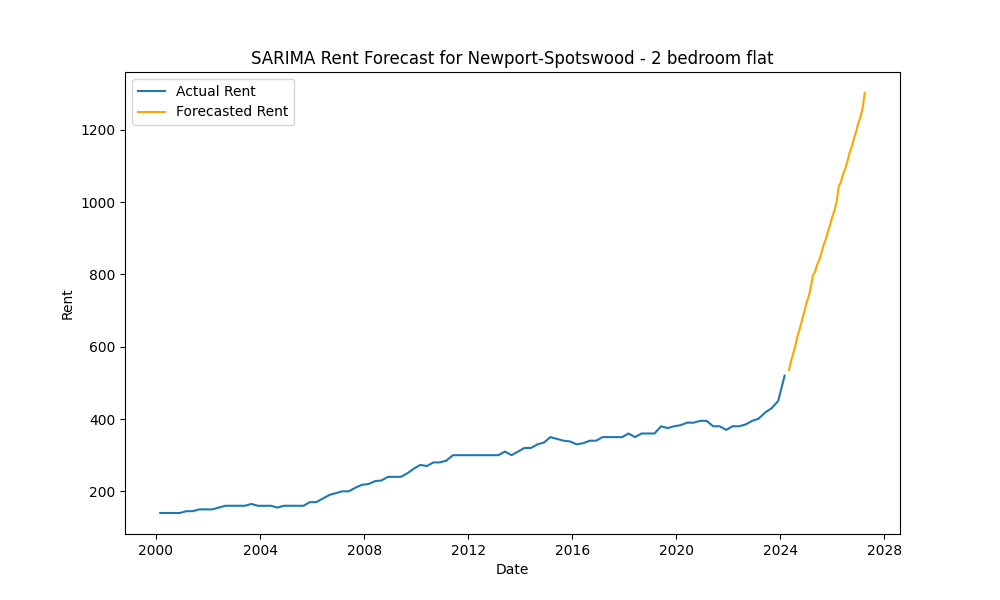 SARIMA Rent Forecast for Newport-Spotswood - 2 bedroom flat
Actual Rent
Forecasted Rent
1200
1000
800
600
400
200
Rent
2000 2004 2008 2012 2016 2020 2024 2028
Date